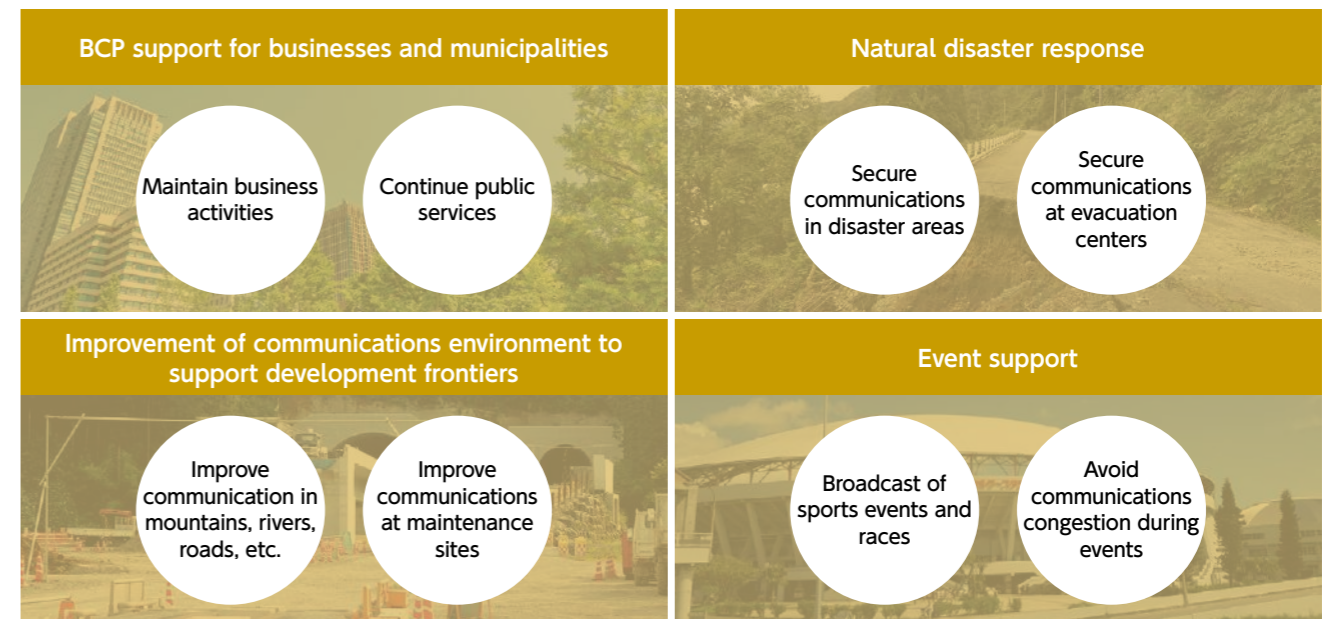 BCP support for businesses and municipalities
Maintain business
activities
Continue public
services
Natural disaster response
Secure
communications
in disaster areas
Secure
communications
at evacuation
centers
Improvement of communications environment to
support development frontiers
Improve
communication in
mountains, rivers,
roads, etc.
Improve
communications
at maintenance
sites
Event support
Broadcast of
sports events and
races
Avoid
communications
congestion during
events